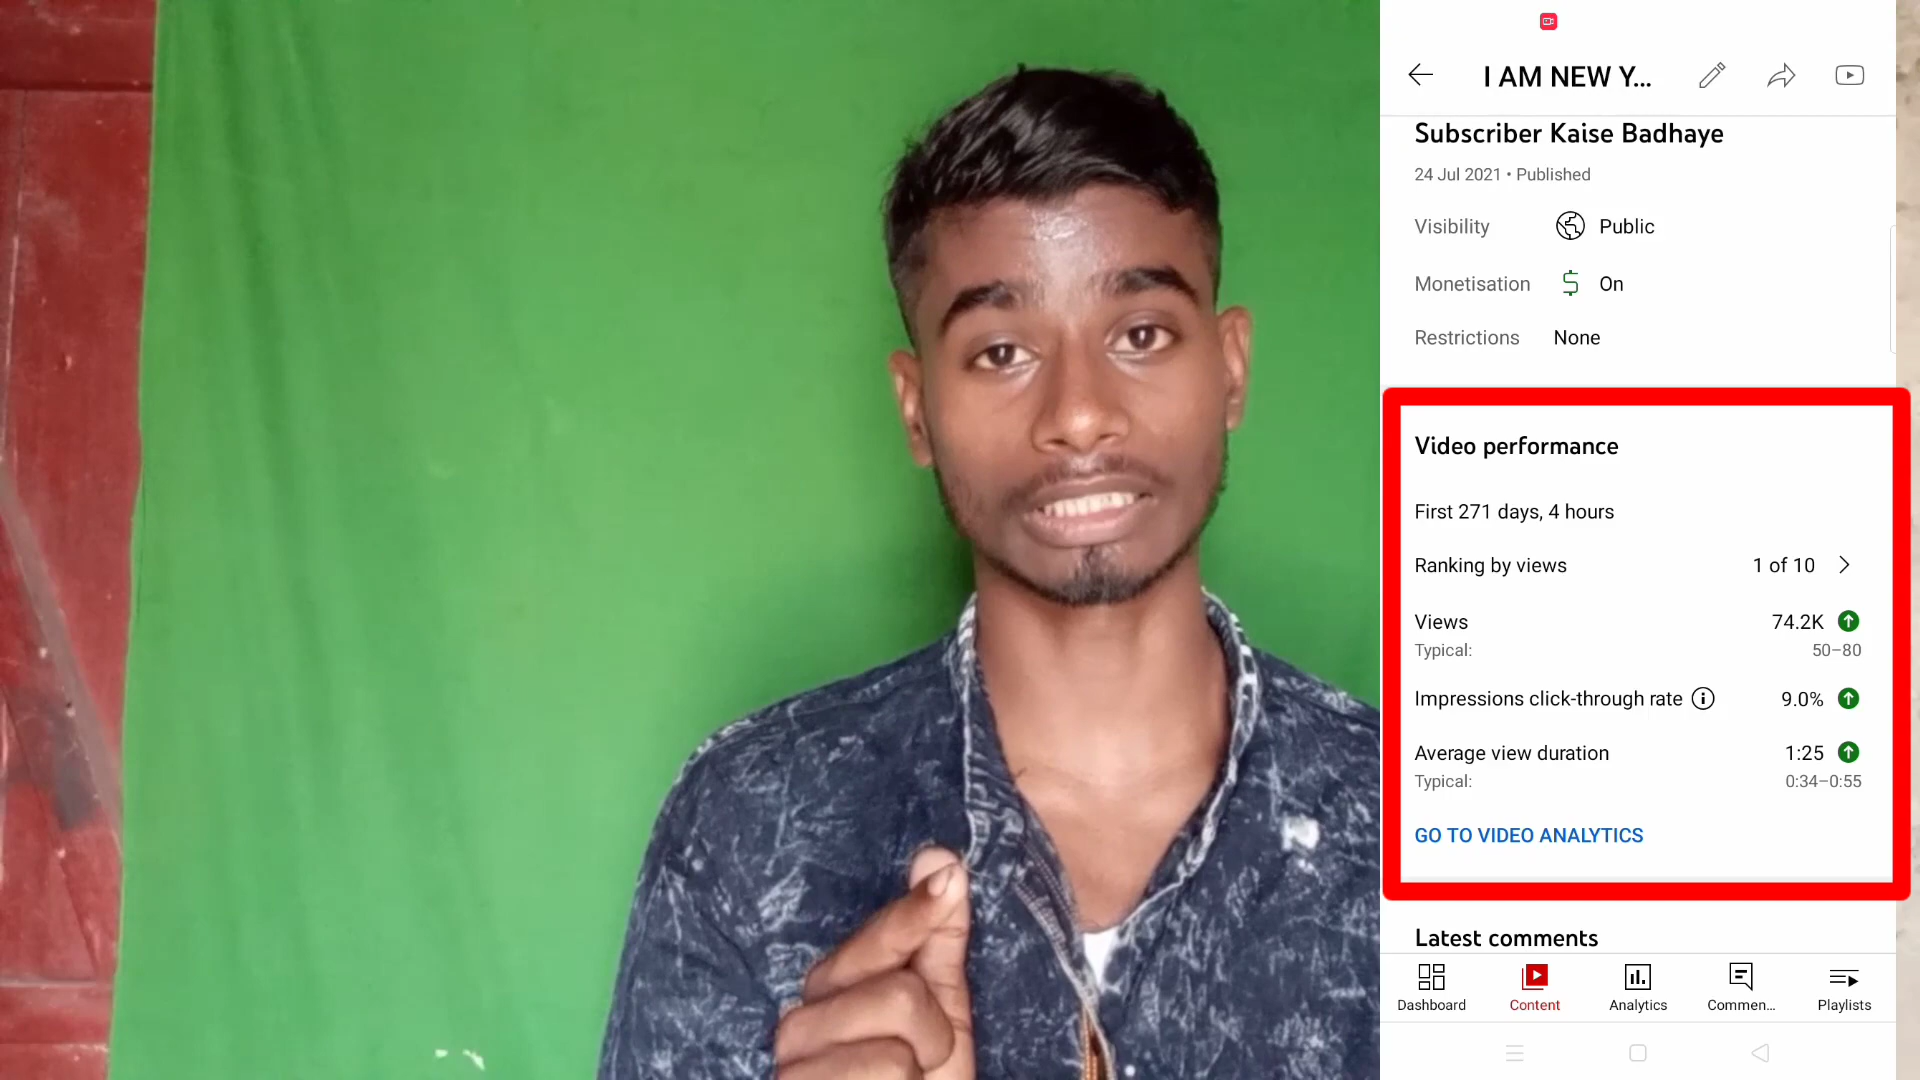 I AM NEW Y...
Subscriber Kaise Badhaye
24 Jul 2021 • Published
Visibility Public
Monetisation On
Restrictions None
Video performance
First 271 days, 4 hours
Ranking by views 1 of 10
Views 74.2K
Typical: 50–80
Impressions click-through rate 9.0%
Average view duration 1:25
Typical: 0:34–0:55
GO TO VIDEO ANALYTICS
Latest comments
Dashboard Content Analytics Commen... Playlists